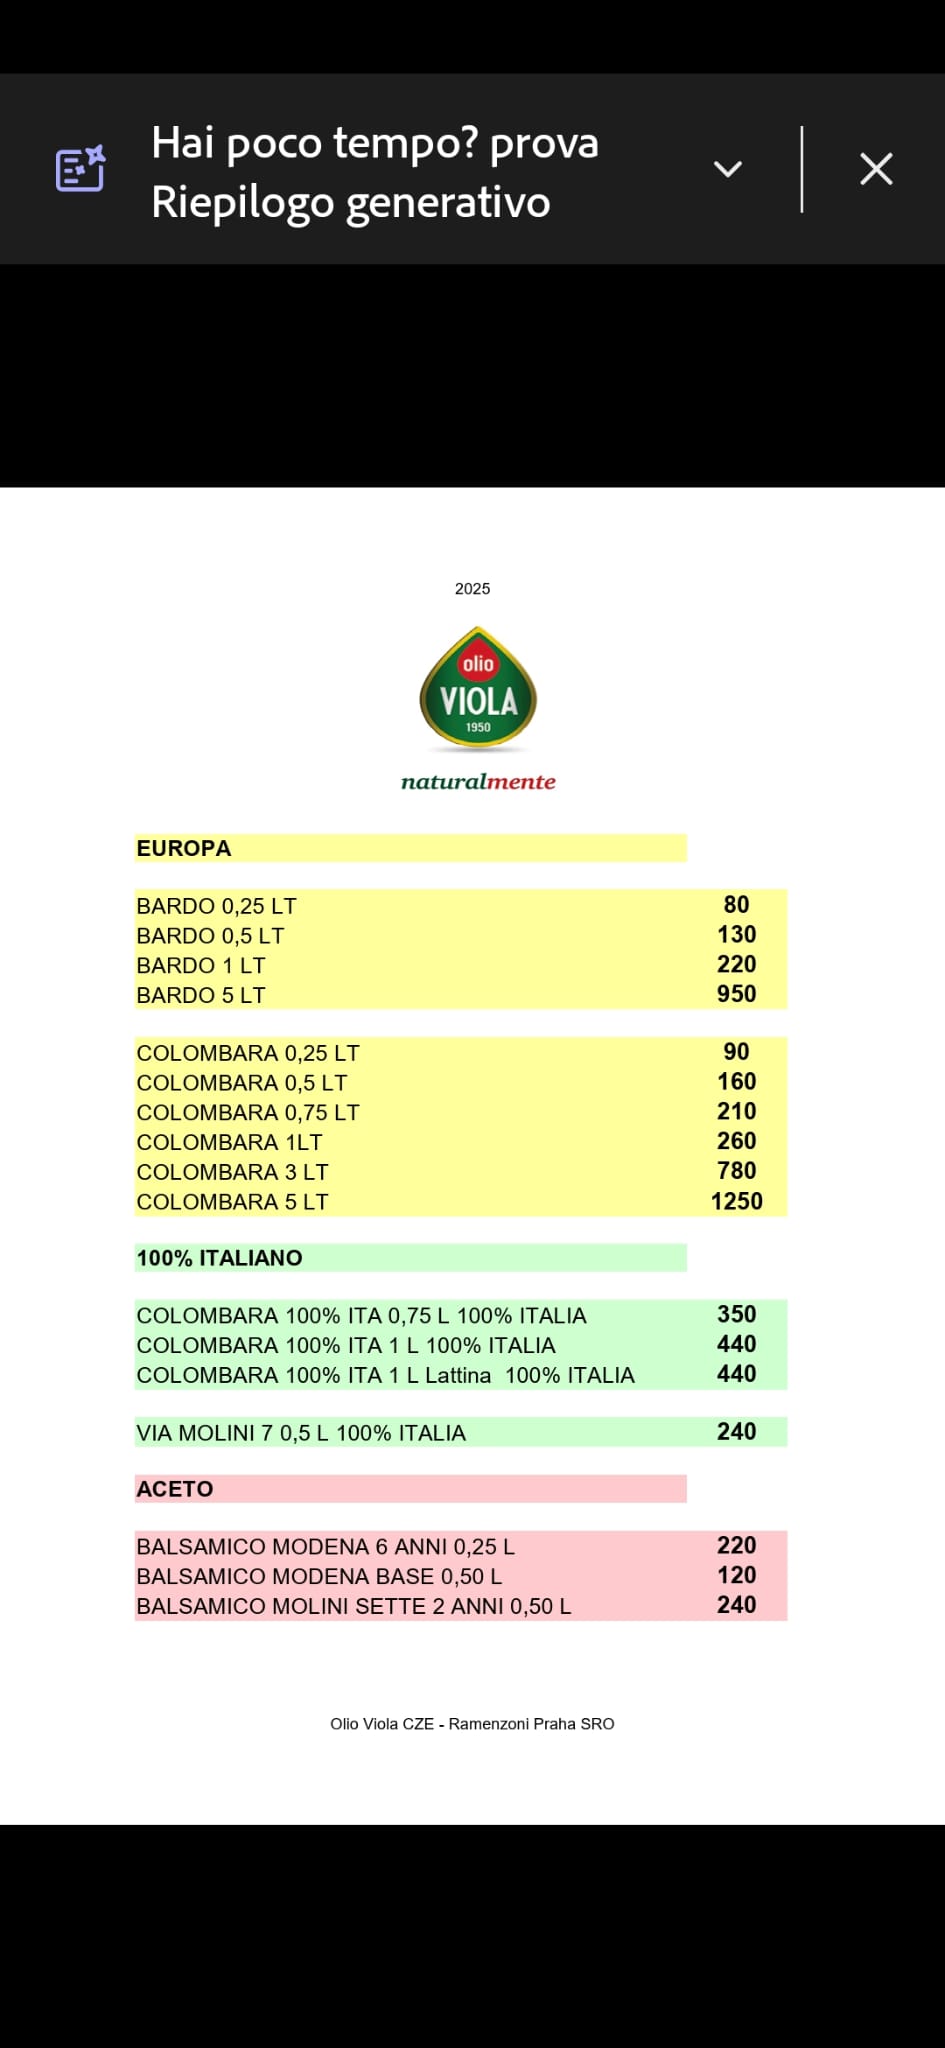 Hai poco tempo? prova
Riepilogo generativo
2025
olio
VIOLA
1950
naturalmente
EUROPA
BARDO 0,25 LT 80
BARDO 0,5 LT 130
BARDO 1 LT 220
BARDO 5 LT 950
COLOMBARA 0,25 LT 90
COLOMBARA 0,5 LT 160
COLOMBARA 0,75 LT 210
COLOMBARA 1LT 260
COLOMBARA 3 LT 780
COLOMBARA 5 LT 1250
100% ITALIANO
COLOMBARA 100% ITA 0,75 L 100% ITALIA 350
COLOMBARA 100% ITA 1 L 100% ITALIA 440
COLOMBARA 100% ITA 1 L Lattina 100% ITALIA 440
VIA MOLINI 7 0,5 L 100% ITALIA 240
ACETO
BALSAMICO MODENA 6 ANNI 0,25 L 220
BALSAMICO MODENA BASE 0,50 L 120
BALSAMICO MOLINI SETTE 2 ANNI 0,50 L 240
Olio Viola CZE - Ramenzoni Praha SRO